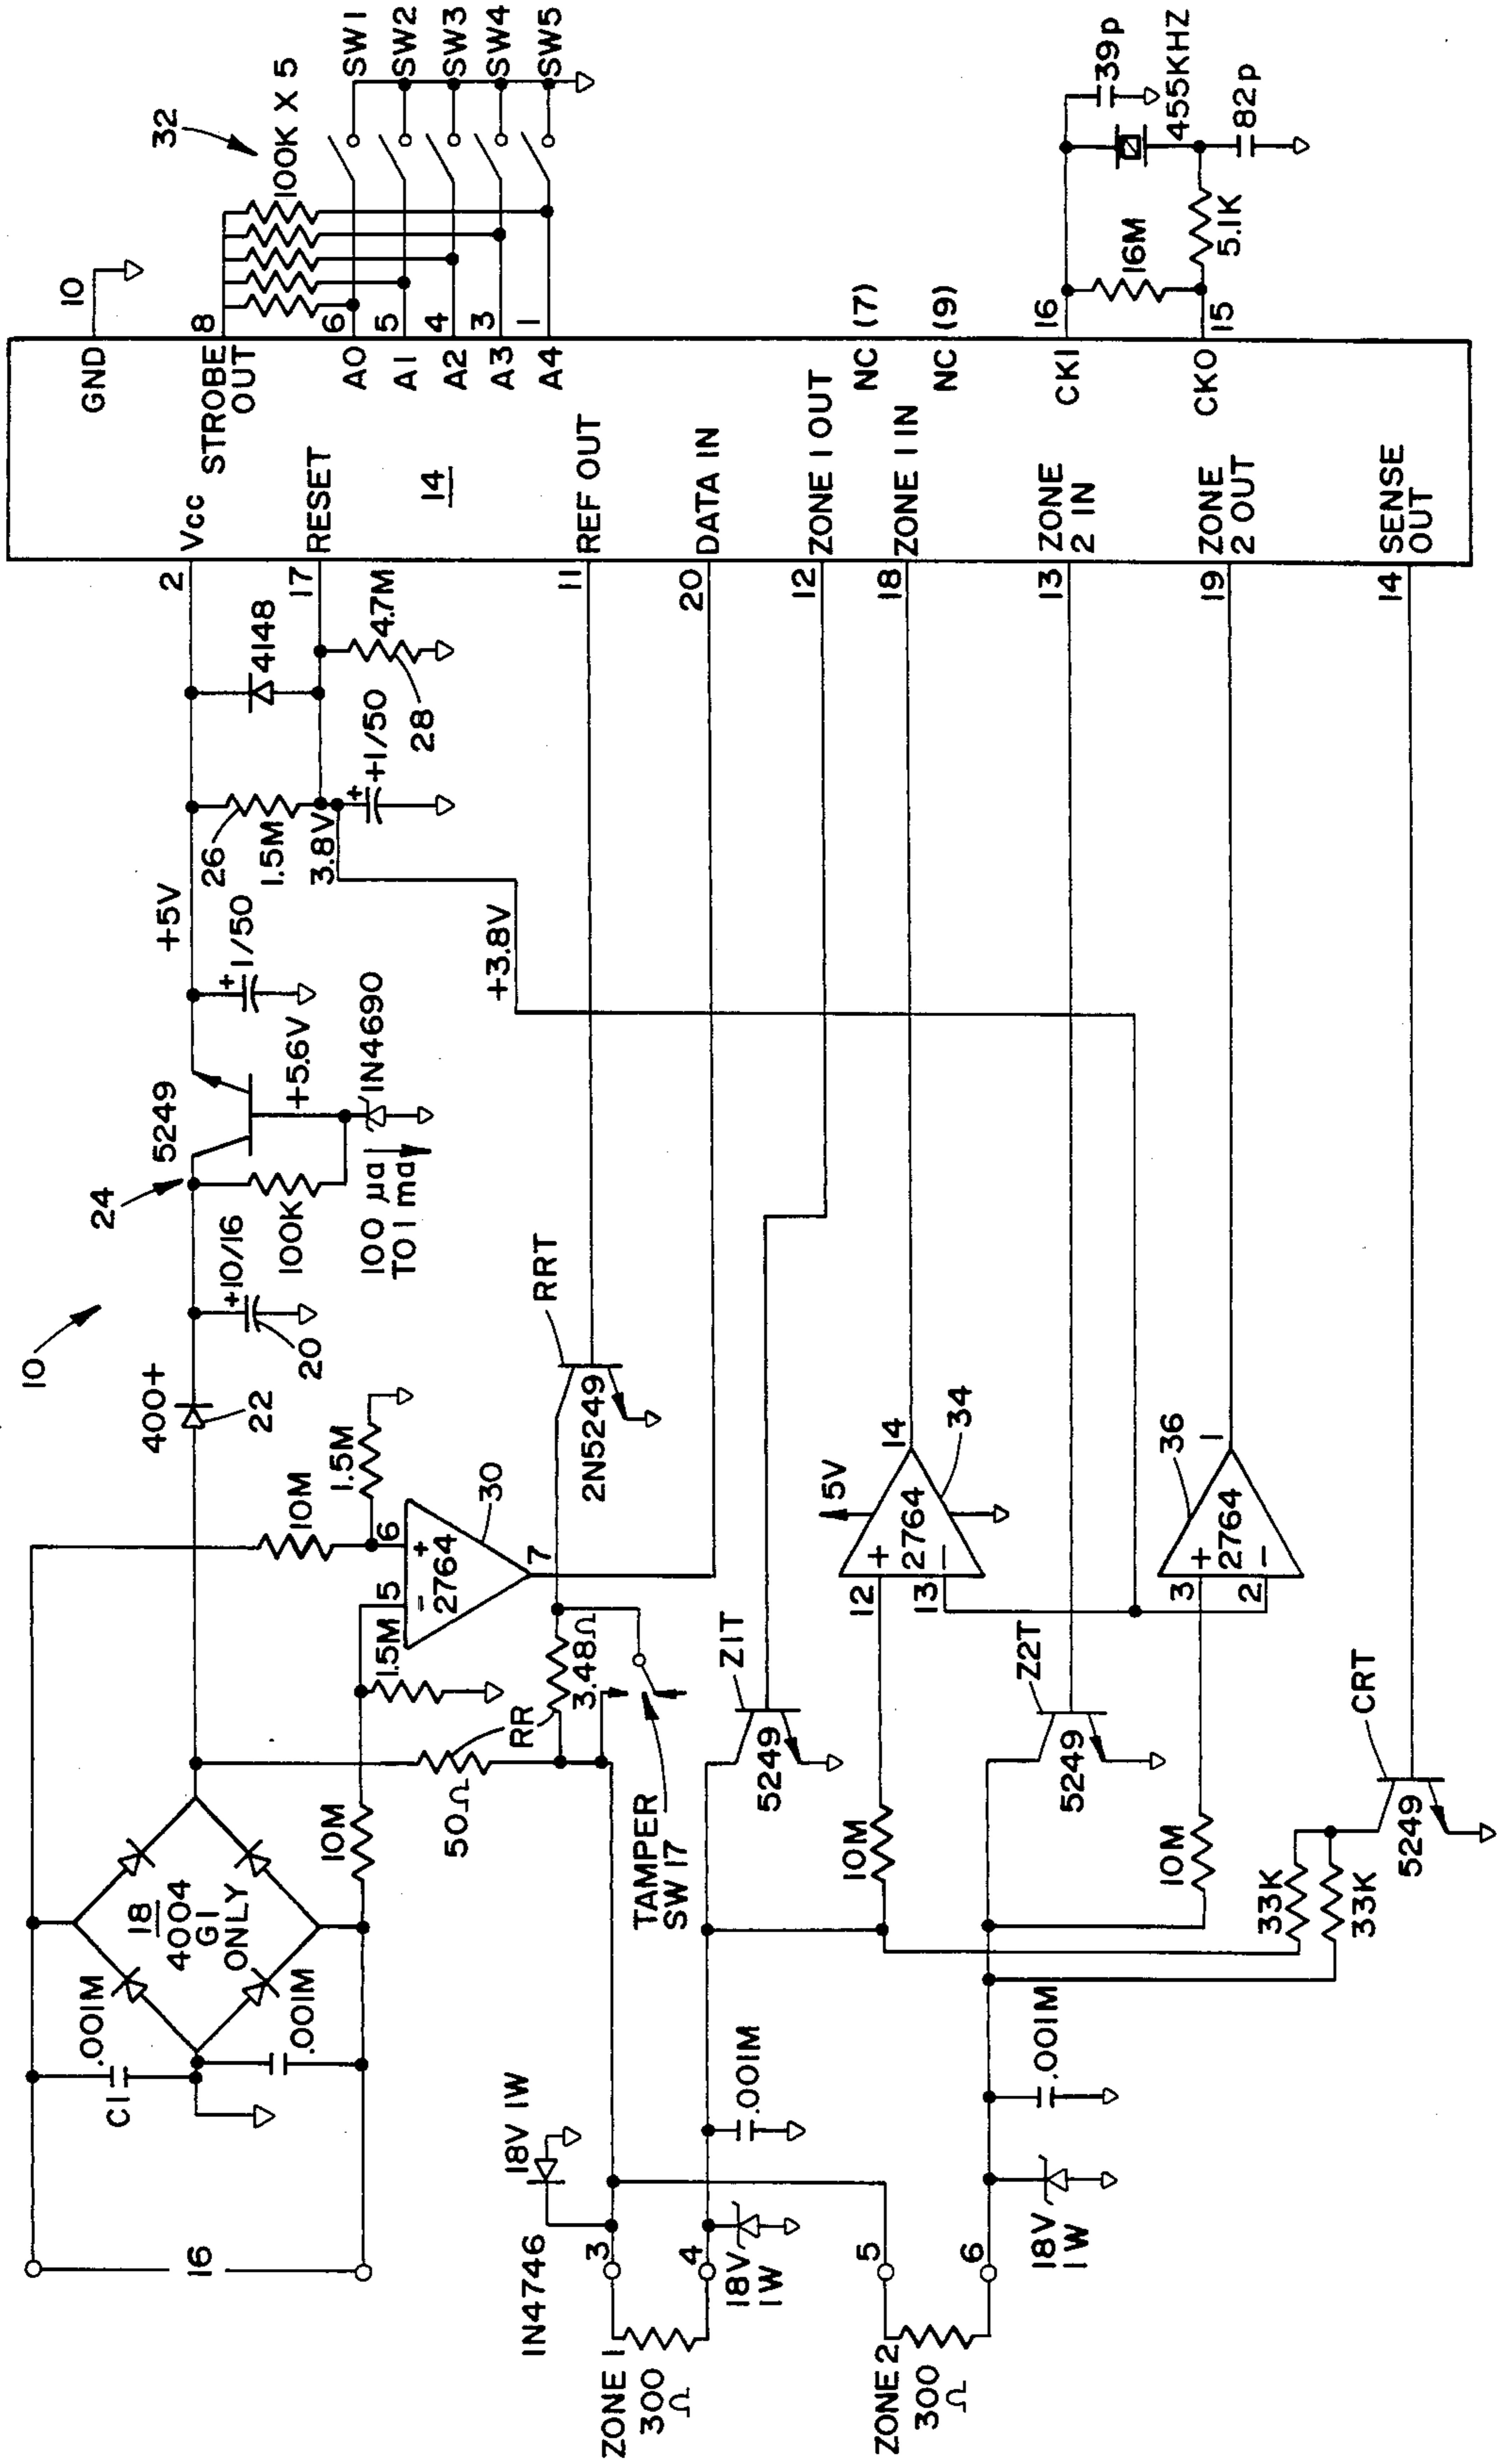 10
16
C1
.001M
.001M
18
4004
GI
ONLY
10M
10M
1.5M
1.5M
400+
22
+10/16
20
24
5249
100K
100 µa
TO 1 ma
+5.6V
IN4690
+1/50
+5V
26
1.5M
3.8V
+1/50
+3.8V
4148
4.7M
28
50Ω
RR
3.48Ω
TAMPER
SW 17
5
6
+
−
2764
7
30
RRT
2N5249
ZONE 1
300
Ω
IN4746
18V 1W
3
4
18V
1W
.001M
ZONE 2
300
Ω
5
6
18V
1W
.001M
Z1T
5249
10M
12
13
+
−
2764
14
5V
34
Z2T
5249
10M
3
2
+
−
2764
1
36
33K
33K
CRT
5249
2
17
11
20
12
18
13
19
14
Vcc
RESET
14
REF OUT
DATA IN
ZONE 1 OUT
ZONE 1 IN
ZONE
2 IN
ZONE
2 OUT
SENSE
OUT
GND
STROBE
OUT
A0
A1
A2
A3
A4
NC (7)
NC (9)
CKI
CKO
10
8
6
5
4
3
1
16
15
32
100K X 5
SW1
SW2
SW3
SW4
SW5
16M
5.1K
39p
455KHZ
82p